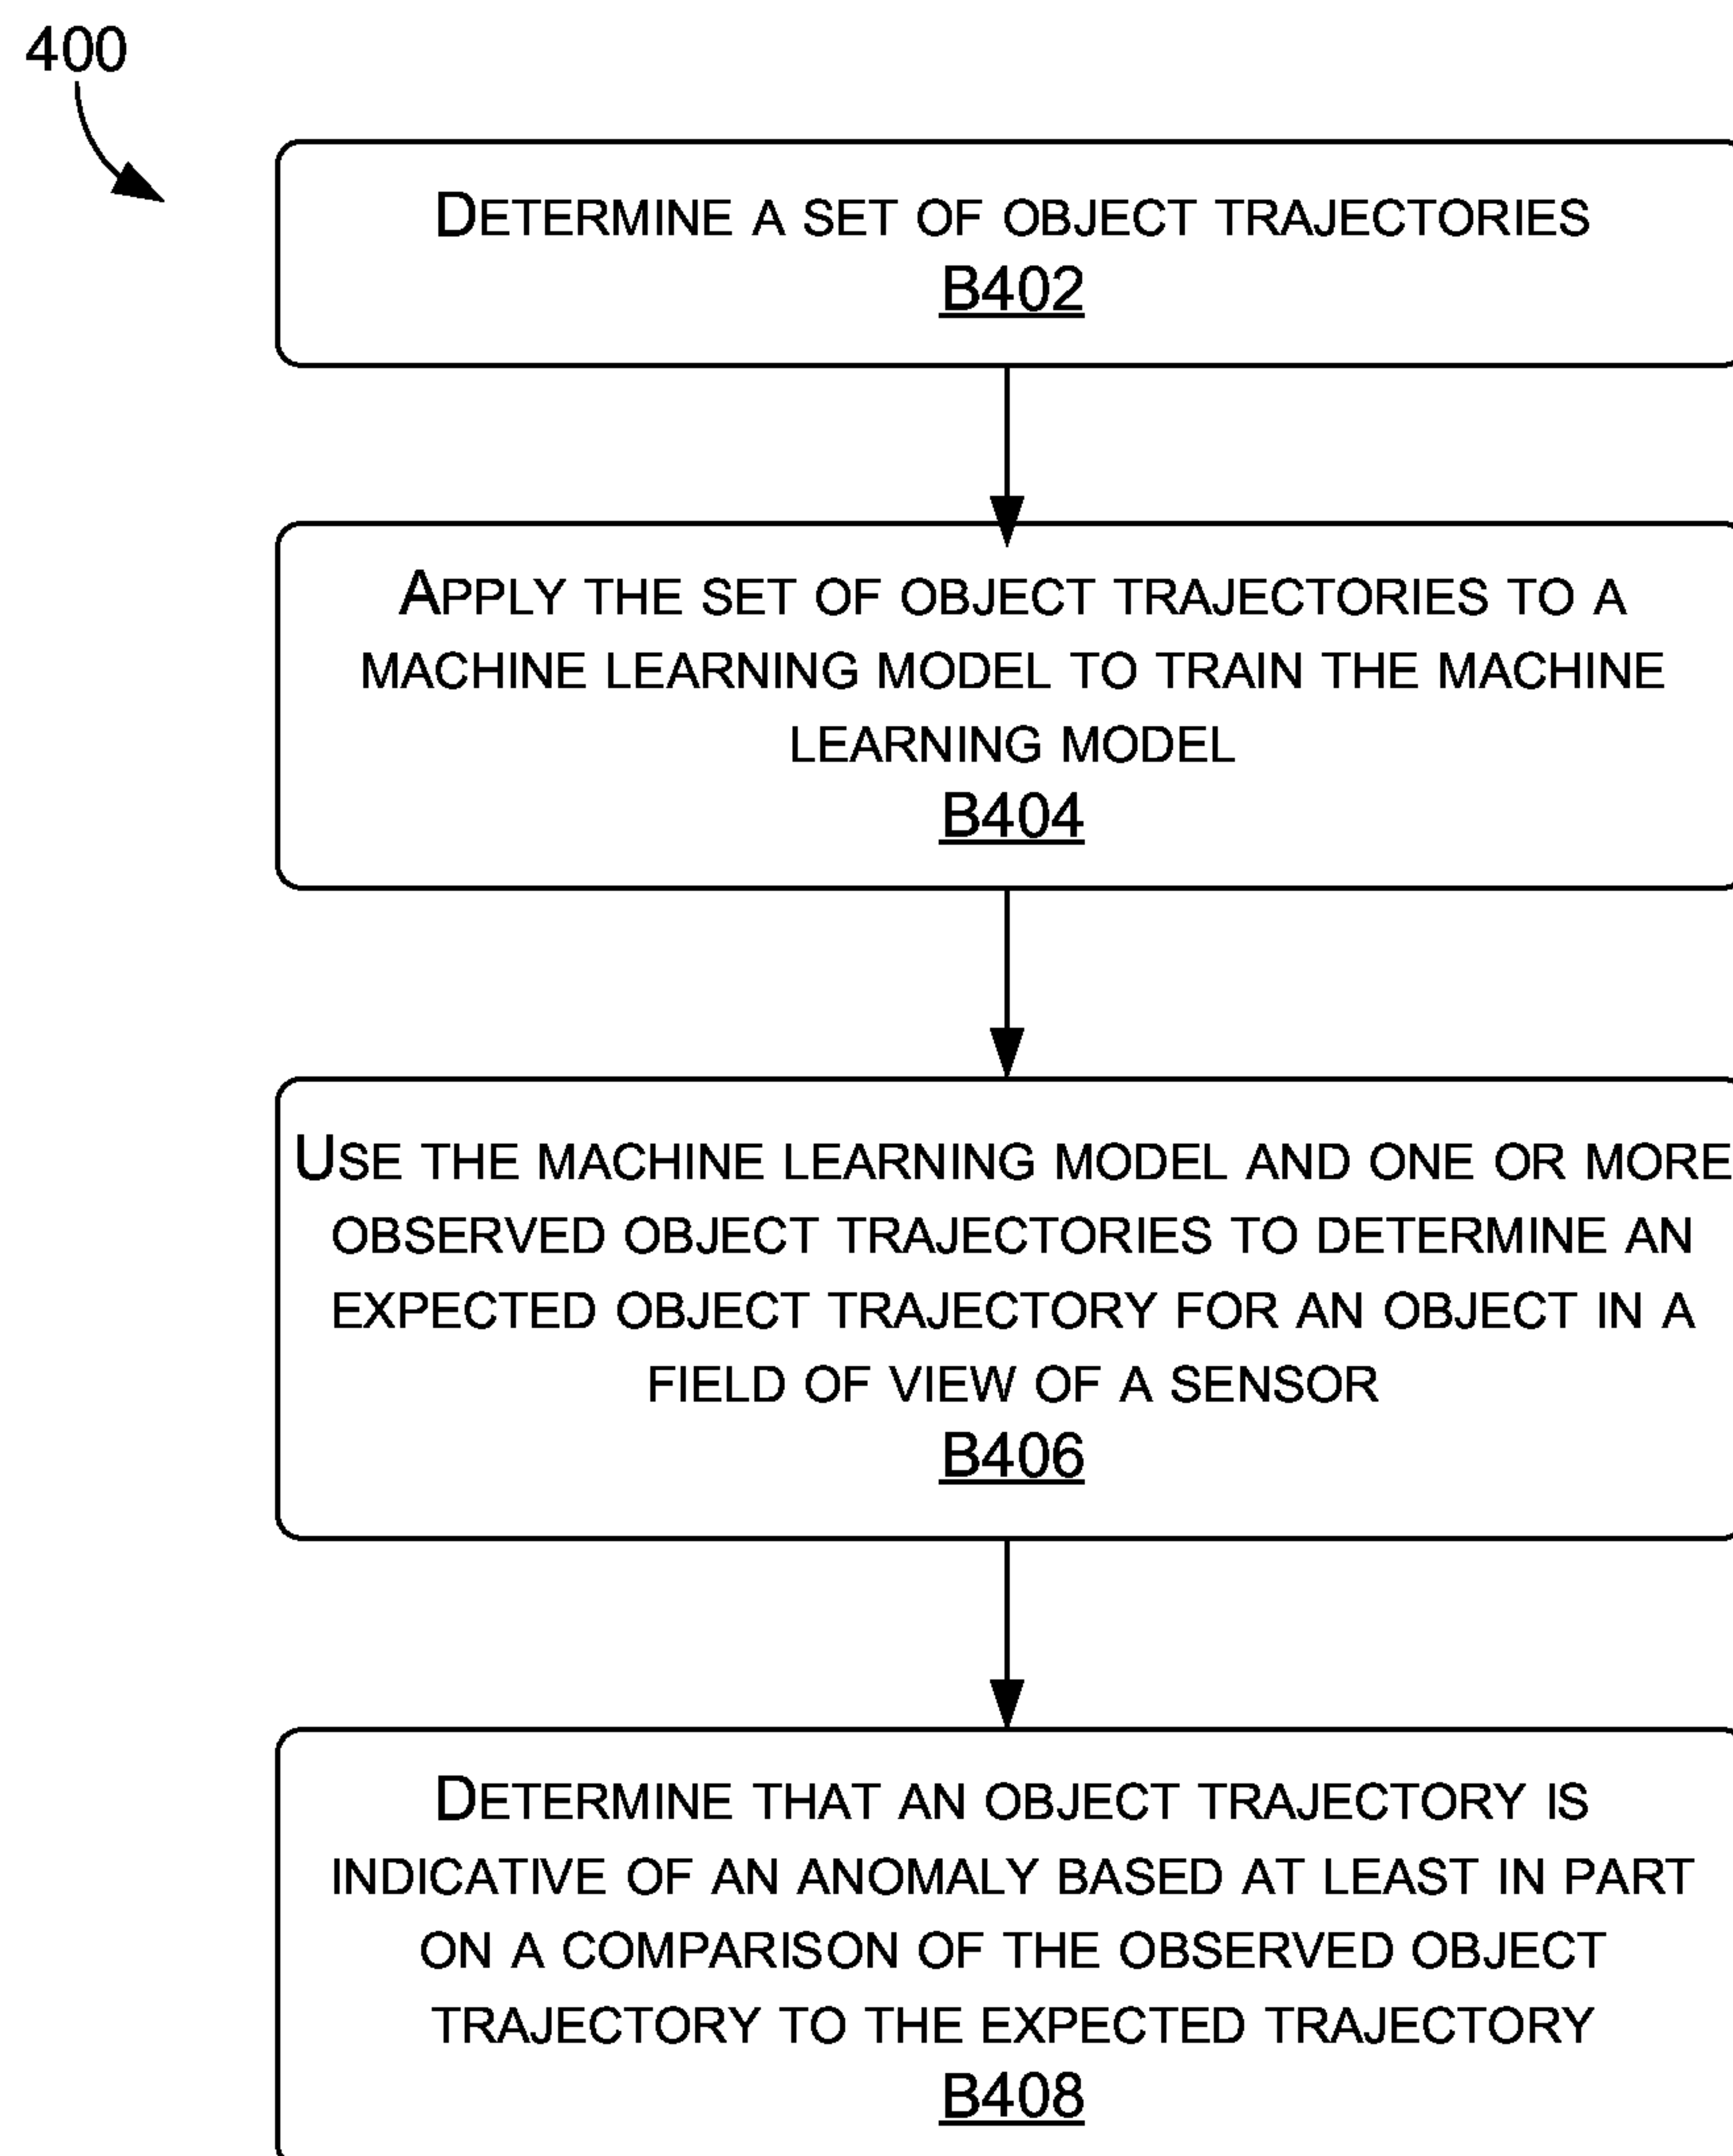 400
DETERMINE A SET OF OBJECT TRAJECTORIES
B402
APPLY THE SET OF OBJECT TRAJECTORIES TO A
MACHINE LEARNING MODEL TO TRAIN THE MACHINE
LEARNING MODEL
B404
USE THE MACHINE LEARNING MODEL AND ONE OR MORE
OBSERVED OBJECT TRAJECTORIES TO DETERMINE AN
EXPECTED OBJECT TRAJECTORY FOR AN OBJECT IN A
FIELD OF VIEW OF A SENSOR
B406
DETERMINE THAT AN OBJECT TRAJECTORY IS
INDICATIVE OF AN ANOMALY BASED AT LEAST IN PART
ON A COMPARISON OF THE OBSERVED OBJECT
TRAJECTORY TO THE EXPECTED TRAJECTORY
B408